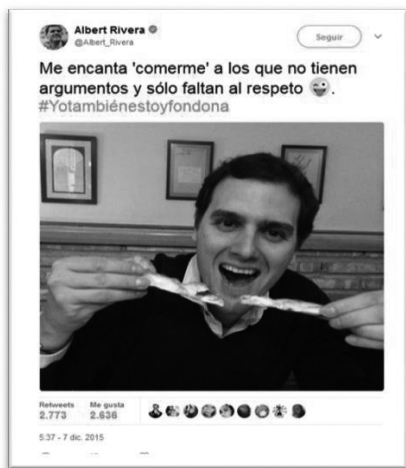 Albert Rivera
@Albert_Rivera
Seguir
Me encanta 'comerme' a los que no tienen
argumentos y sólo faltan al respeto 😜.
#Yotambiénestoyfondona
Retweets Me gusta
2.773 2.636
5:37 - 7 dic. 2015